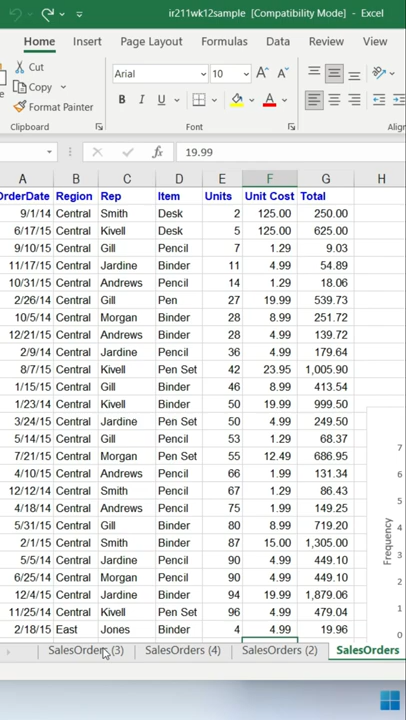 ir211wk12sample [Compatibility Mode] - Excel
Home Insert Page Layout Formulas Data Review View
Cut
Copy
Format Painter
Arial 10 A A
B I U A
Clipboard Font
fx 19.99
A B C D E F G H
OrderDate Region Rep Item Units Unit Cost Total
9/1/14 Central Smith Desk 2 125.00 250.00
6/17/15 Central Kivell Desk 5 125.00 625.00
9/10/15 Central Gill Pencil 7 1.29 9.03
11/17/15 Central Jardine Binder 11 4.99 54.89
10/31/15 Central Andrews Pencil 14 1.29 18.06
2/26/14 Central Gill Pen 27 19.99 539.73
10/5/14 Central Morgan Binder 28 8.99 251.72
12/21/15 Central Andrews Binder 28 4.99 139.72
2/9/14 Central Jardine Pencil 36 4.99 179.64
8/7/15 Central Kivell Pen Set 42 23.95 1,005.90
1/15/15 Central Gill Binder 46 8.99 413.54
1/23/14 Central Kivell Binder 50 19.99 999.50
3/24/15 Central Jardine Pen Set 50 4.99 249.50
5/14/15 Central Gill Pencil 53 1.29 68.37
7/21/15 Central Morgan Pen Set 55 12.49 686.95
4/10/15 Central Andrews Pencil 66 1.99 131.34
12/12/14 Central Smith Pencil 67 1.29 86.43
4/18/14 Central Andrews Pencil 75 1.99 149.25
5/31/15 Central Gill Binder 80 8.99 719.20
2/1/15 Central Smith Binder 87 15.00 1,305.00
5/5/14 Central Jardine Pencil 90 4.99 449.10
6/25/14 Central Morgan Pencil 90 4.99 449.10
12/4/15 Central Jardine Binder 94 19.99 1,879.06
11/25/14 Central Kivell Pen Set 96 4.99 479.04
2/18/15 East Jones Binder 4 4.99 19.96
7
6
5
4
3
2
1
0
Frequency
SalesOrders (3) SalesOrders (4) SalesOrders (2) SalesOrders